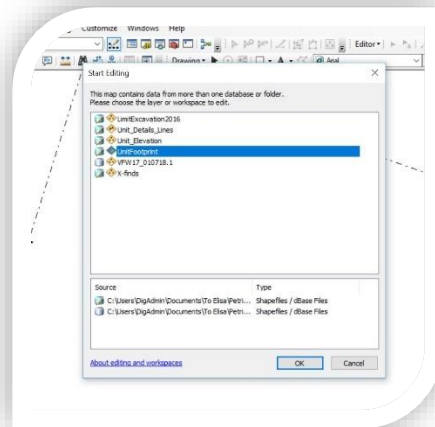 Customize Windows Help
Editor
Drawing
Arial
Start Editing
This map contains data from more than one database or folder.
Please choose the layer or workspace to edit.
LimitExcavation2016
Unit_Details_Lines
Unit_Elevation
UnitFootprint
VFW17_010718.1
X-finds
Source Type
C:\Users\DigAdmin\Documents\To Elisa\Petri... Shapefiles / dBase Files
C:\Users\DigAdmin\Documents\To Elisa\Petri... Shapefiles / dBase Files
About editing and workspaces OK Cancel